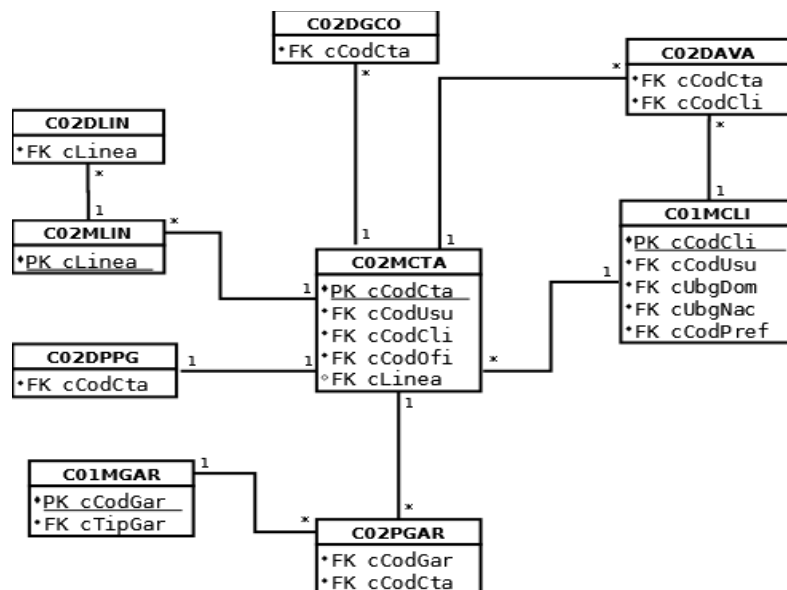 C02DGCO
FK cCodCta
*
1
C02DAVA
FK cCodCta
FK cCodCli
*
1
*
1
C02DLIN
FK cLinea
*
1
C02MLIN
PK cLinea
*
1
C01MCLI
PK cCodCli
FK cCodUsu
FK cUbgDom
FK cUbgNac
FK cCodPref
1
*
C02MCTA
PK cCodCta
FK cCodUsu
FK cCodCli
FK cCodOfi
FK cLinea
C02DPPG
FK cCodCta
1
1
1
*
C01MGAR
PK cCodGar
FK cTipGar
1
*
C02PGAR
FK cCodGar
FK cCodCta